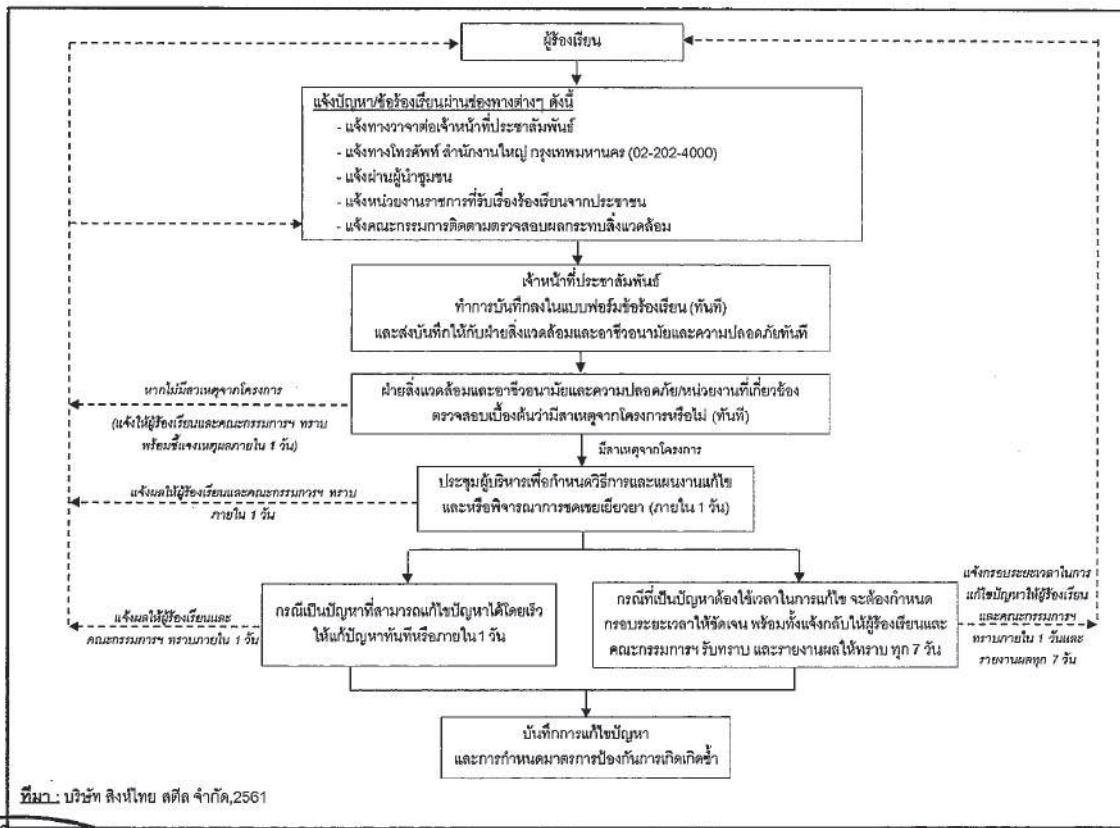 ผู้ร้องเรียน
แจ้งปัญหา/ข้อร้องเรียนผ่านช่องทางต่างๆ ดังนี้
- แจ้งทางวาจาต่อเจ้าหน้าที่ประชาสัมพันธ์
- แจ้งทางโทรศัพท์ สำนักงานใหญ่ กรุงเทพมหานคร (02-202-4000)
- แจ้งผ่านผู้นำชุมชน
- แจ้งหน่วยงานราชการที่รับเรื่องร้องเรียนจากประชาชน
- แจ้งคณะกรรมการติดตามตรวจสอบผลกระทบสิ่งแวดล้อม
เจ้าหน้าที่ประชาสัมพันธ์
ทำการบันทึกลงในแบบฟอร์มข้อร้องเรียน (ทันที)
และส่งบันทึกให้กับฝ่ายสิ่งแวดล้อมและอาชีวอนามัยและความปลอดภัยทันที
ฝ่ายสิ่งแวดล้อมและอาชีวอนามัยและความปลอดภัย/หน่วยงานที่เกี่ยวข้อง
ตรวจสอบเบื้องต้นว่ามีสาเหตุจากโครงการหรือไม่ (ทันที)
หากไม่มีสาเหตุจากโครงการ
(แจ้งให้ผู้ร้องเรียนและคณะกรรมการฯ ทราบ
พร้อมชี้แจงเหตุผลภายใน 1 วัน)
มีสาเหตุจากโครงการ
ประชุมผู้บริหารเพื่อกำหนดวิธีการและแผนงานแก้ไข
และหรือพิจารณาการชดเชยเยียวยา (ภายใน 1 วัน)
แจ้งผลให้ผู้ร้องเรียนและคณะกรรมการฯ ทราบ
ภายใน 1 วัน
กรณีเป็นปัญหาที่สามารถแก้ไขปัญหาได้โดยเร็ว
ให้แก้ปัญหาทันทีหรือภายใน 1 วัน
แจ้งผลให้ผู้ร้องเรียนและ
คณะกรรมการฯ ทราบภายใน 1 วัน
กรณีที่เป็นปัญหาต้องใช้เวลาในการแก้ไข จะต้องกำหนด
กรอบระยะเวลาให้ชัดเจน พร้อมทั้งแจ้งกลับให้ผู้ร้องเรียนและ
คณะกรรมการฯ รับทราบ และรายงานผลให้ทราบ ทุก 7 วัน
แจ้งกรอบระยะเวลาในการ
แก้ไขปัญหาให้ผู้ร้องเรียน
และคณะกรรมการฯ
ทราบภายใน 1 วันและ
รายงานผลทุก 7 วัน
บันทึกการแก้ไขปัญหา
และการกำหนดมาตรการป้องกันการเกิดเกิดซ้ำ
ที่มา : บริษัท สิงห์ไทย สตีล จำกัด,2561